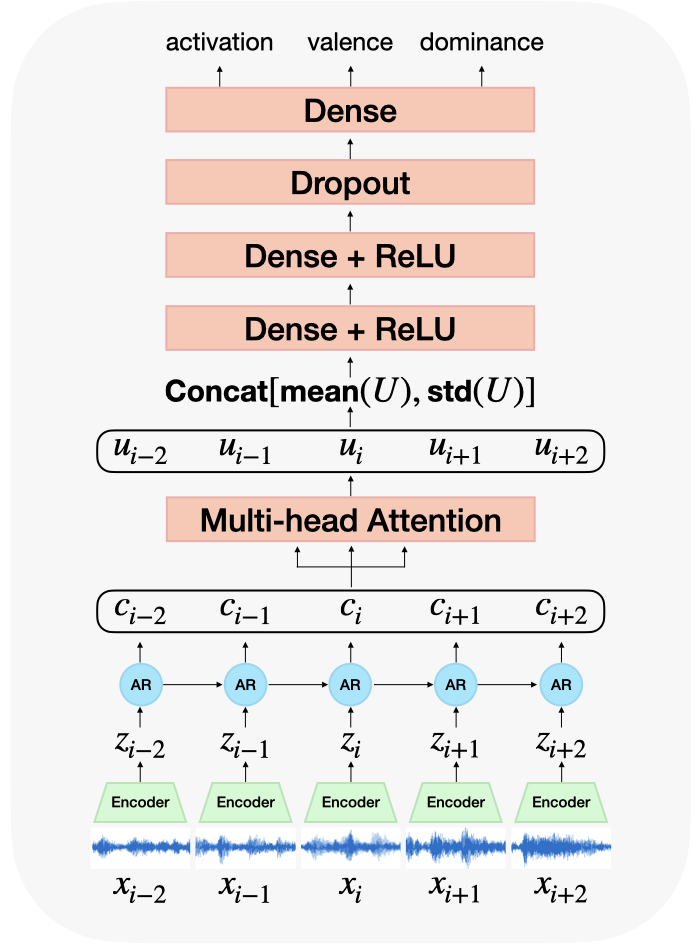 activation valence dominance
Dense
Dropout
Dense + ReLU
Dense + ReLU
Concat[mean(U), std(U)]
u_{i−2} u_{i−1} u_i u_{i+1} u_{i+2}
Multi-head Attention
c_{i−2} c_{i−1} c_i c_{i+1} c_{i+2}
AR AR AR AR AR
z_{i−2} z_{i−1} z_i z_{i+1} z_{i+2}
Encoder Encoder Encoder Encoder Encoder
x_{i−2} x_{i−1} x_i x_{i+1} x_{i+2}